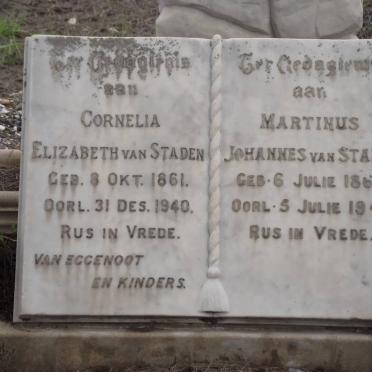 Ter Gedagtenis
aan
CORNELIA
ELIZABETH VAN STADEN
GEB. 8 OKT. 1861.
OORL. 31 DES. 1940.
RUS IN VREDE.
VAN EGGENOOT
EN KINDERS.
Ter Gedagtenis
aan
MARTINUS
JOHANNES VAN STA
GEB. 6 JULIE 18
OORL. 5 JULIE 19
RUS IN VREDE.